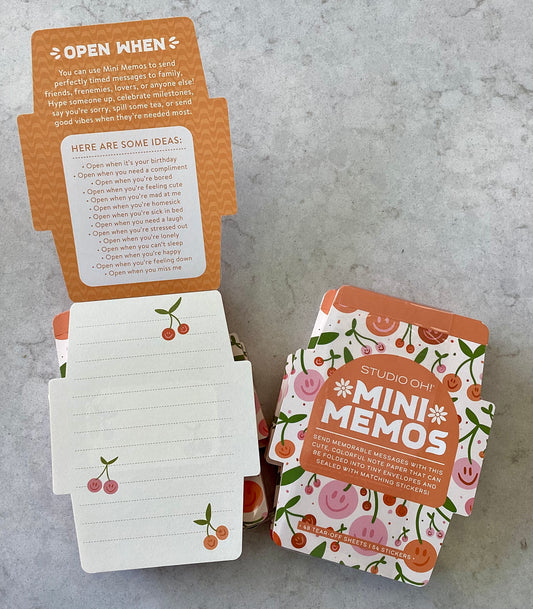 OPEN WHEN
You can use Mini Memos to send
perfectly timed messages to family,
friends, frenemies, lovers, or anyone else!
Hype someone up, celebrate milestones,
say you're sorry, spill some tea, or send
good vibes when they're needed most.
HERE ARE SOME IDEAS:
• Open when it's your birthday
• Open when you need a compliment
• Open when you're bored
• Open when you're feeling cute
• Open when you're mad at me
• Open when you're homesick
• Open when you're sick in bed
• Open when you need a laugh
• Open when you're stressed out
• Open when you're lonely
• Open when you can't sleep
• Open when you're happy
• Open when you're feeling down
• Open when you miss me
STUDIO OH!
MINI
MEMOS
SEND MEMORABLE MESSAGES WITH THIS
CUTE, COLORFUL NOTE PAPER THAT CAN
BE FOLDED INTO TINY ENVELOPES AND
SEALED WITH MATCHING STICKERS!
48 TEAR-OFF SHEETS | 54 STICKERS